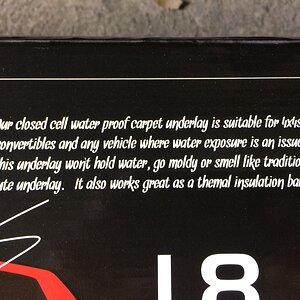 our closed cell water proof carpet underlay is suitable for 4x4s
convertibles and any vehicle where water exposure is an issue
this underlay won't hold water, go moldy or smell like traditio
ute underlay. It also works great as a themal insulation ba
18